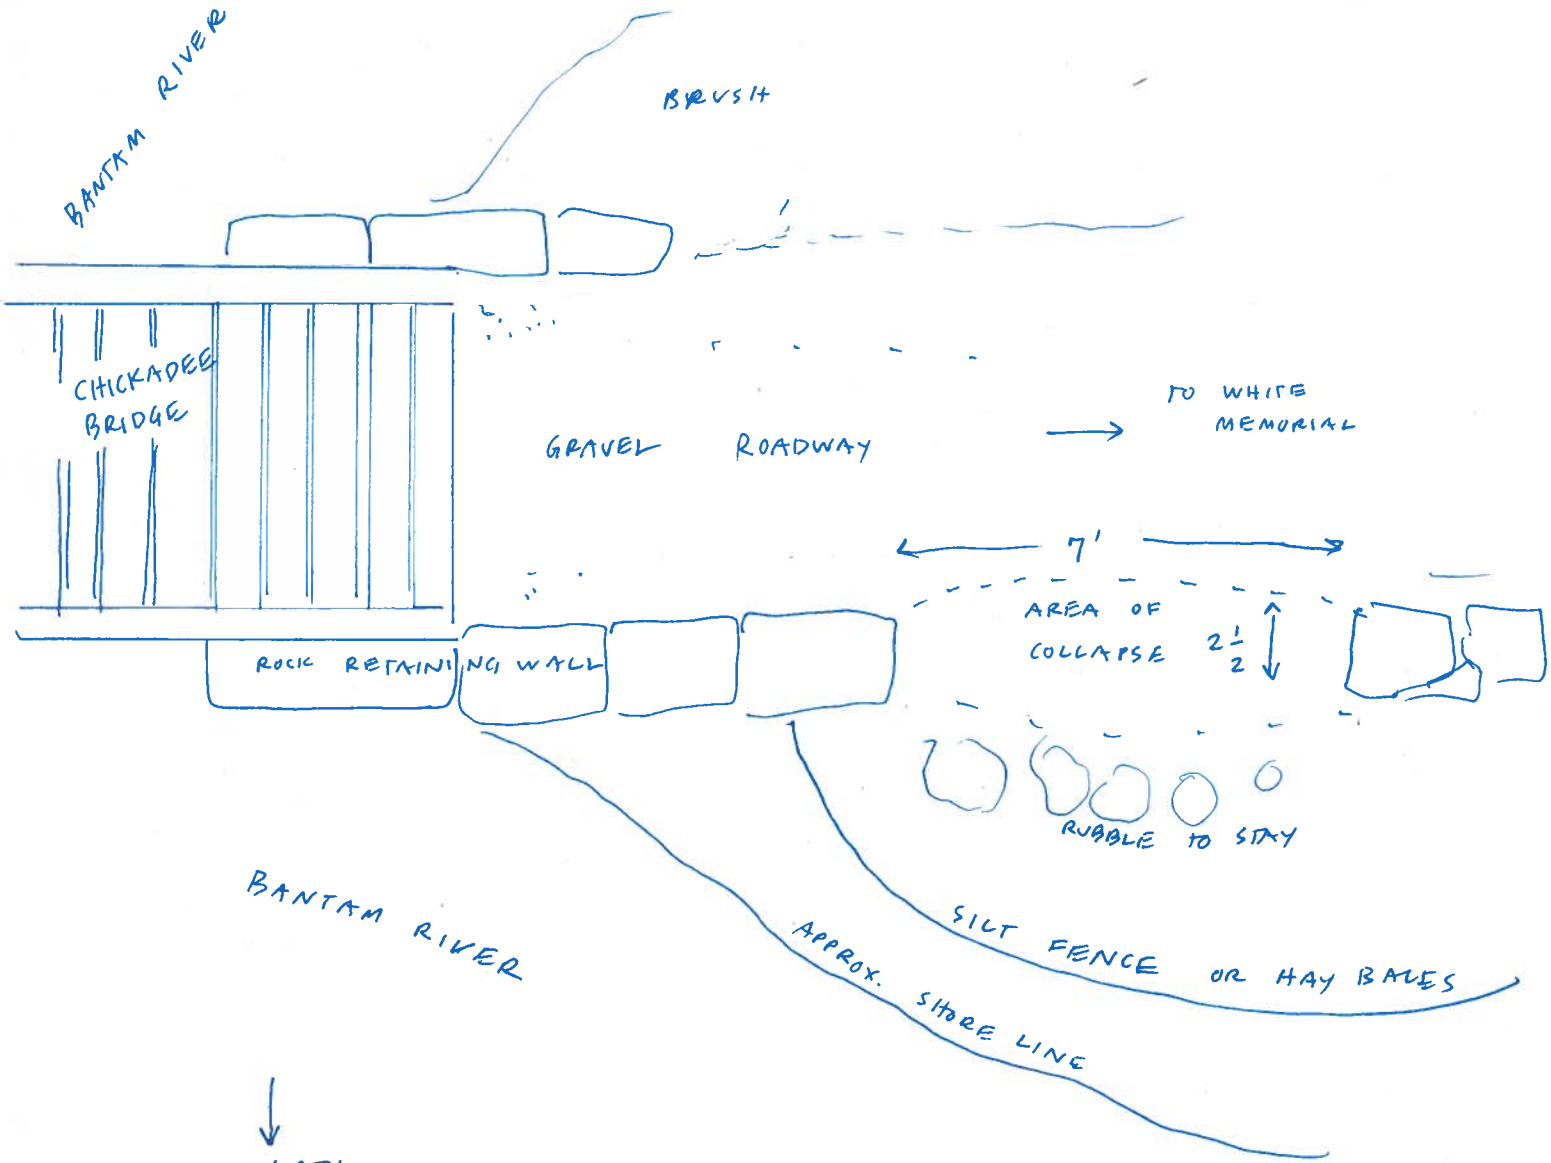 BANTAM RIVER
BRUSH
CHICKADEE
BRIDGE
TO WHITE
MEMORIAL
GRAVEL ROADWAY
7'
AREA OF
COLLAPSE
2 1/2
ROCK RETAINING WALL
RUBBLE TO STAY
BANTAM RIVER
SILT FENCE OR HAY BALES
APPROX. SHORE LINE